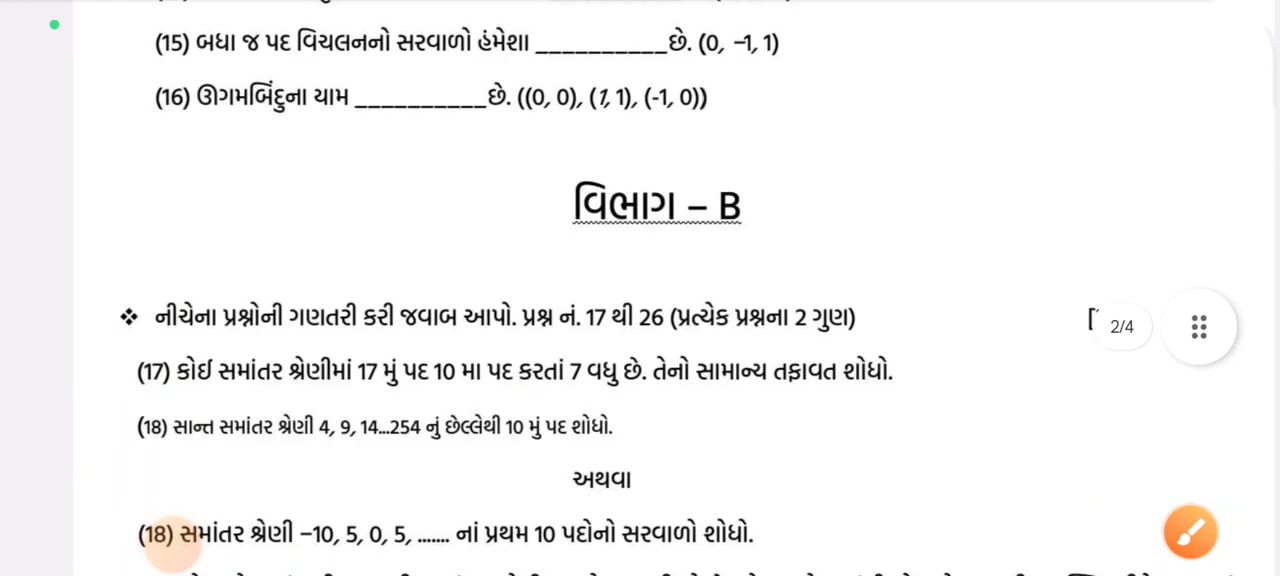 (15) બધા જ પદ વિચલનનો સરવાળો હંમેશા __________છે. (0, −1, 1)
(16) ઊગમબિંદુના યામ __________છે. ((0, 0), (1, 1), (-1, 0))
વિભાગ – B
❖ નીચેના પ્રશ્નોની ગણતરી કરી જવાબ આપો. પ્રશ્ન નં. 17 થી 26 (પ્રત્યેક પ્રશ્નના 2 ગુણ) [
2/4
(17) કોઈ સમાંતર શ્રેણીમાં 17 મું પદ 10 મા પદ કરતાં 7 વધુ છે. તેનો સામાન્ય તફાવત શોધો.
(18) સાન્ત સમાંતર શ્રેણી 4, 9, 14...254 નું છેલ્લેથી 10 મું પદ શોધો.
અથવા
(18) સમાંતર શ્રેણી −10, 5, 0, 5, ....... નાં પ્રથમ 10 પદોનો સરવાળો શોધો.